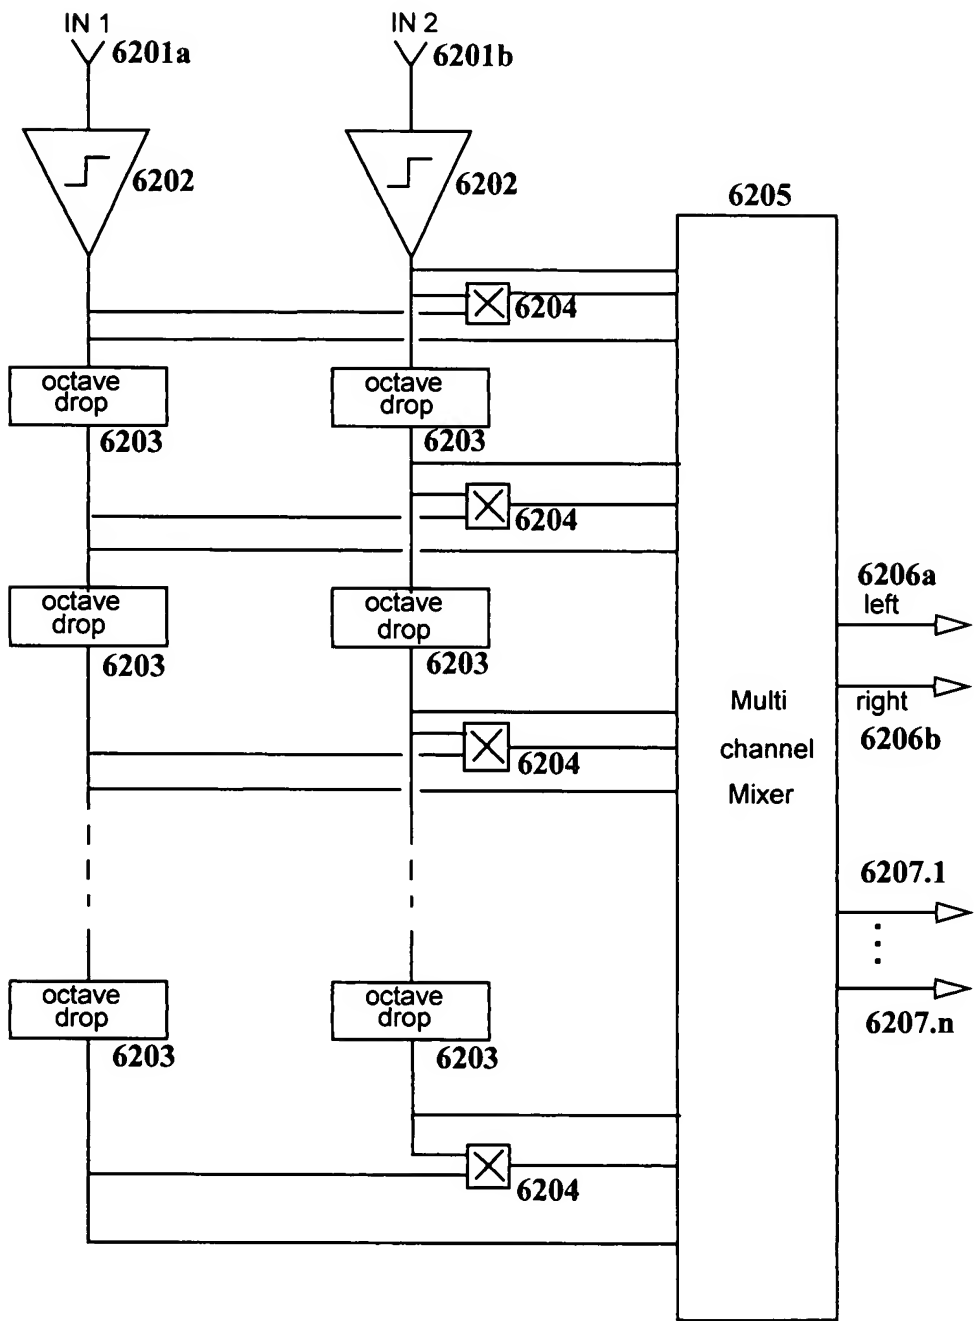 IN 1
6201a
IN 2
6201b
6202
6202
6205
6204
octave
drop
6203
octave
drop
6203
6204
octave
drop
6203
octave
drop
6203
6206a
left
right
6206b
Multi
channel
Mixer
6204
6207.1
6207.n
octave
drop
6203
octave
drop
6203
6204